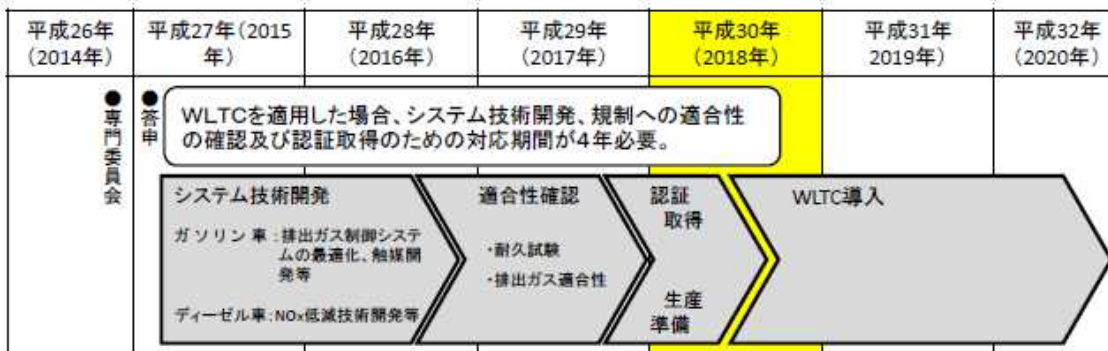 平成26年
(2014年)
平成27年(2015
年)
平成28年
(2016年)
平成29年
(2017年)
平成30年
(2018年)
平成31年
2019年)
平成32年
(2020年)
●専門委員会
●答申
WLTCを適用した場合、システム技術開発、規制への適合性
の確認及び認証取得のための対応期間が4年必要。
システム技術開発
ガソリン車:排出ガス制御システ
ムの最適化、触媒開
発等
ディーゼル車:NOx低減技術開発等
適合性確認
・耐久試験
・排出ガス適合性
認証
取得
生産
準備
WLTC導入